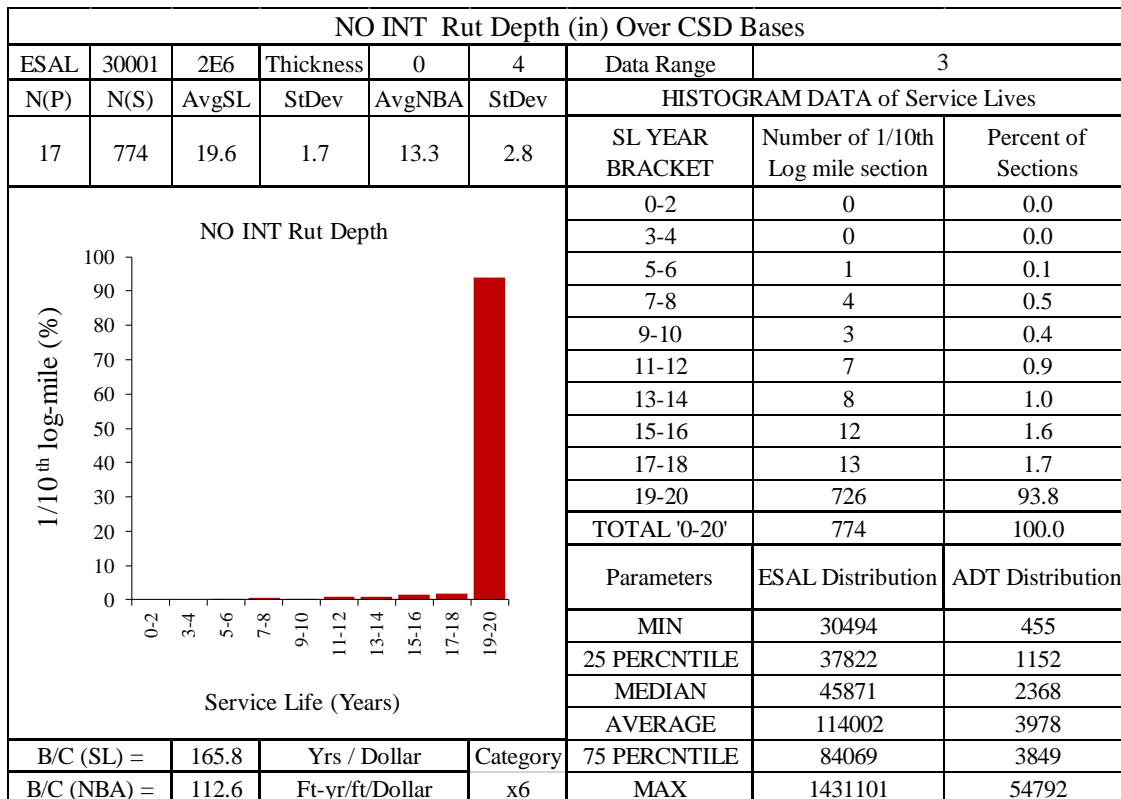 NO INT Rut Depth (in) Over CSD Bases
ESAL 30001 2E6 Thickness 0 4 Data Range 3
N(P) N(S) AvgSL StDev AvgNBA StDev HISTOGRAM DATA of Service Lives
17 774 19.6 1.7 13.3 2.8
SL YEAR BRACKET Number of 1/10th Log mile section Percent of Sections
0-2 0 0.0
3-4 0 0.0
5-6 1 0.1
7-8 4 0.5
9-10 3 0.4
11-12 7 0.9
13-14 8 1.0
15-16 12 1.6
17-18 13 1.7
19-20 726 93.8
TOTAL '0-20' 774 100.0
Parameters ESAL Distribution ADT Distribution
MIN 30494 455
25 PERCNTILE 37822 1152
MEDIAN 45871 2368
AVERAGE 114002 3978
75 PERCNTILE 84069 3849
MAX 1431101 54792
NO INT Rut Depth
1/10 th log-mile (%)
100
90
80
70
60
50
40
30
20
10
0
0-2 3-4 5-6 7-8 9-10 11-12 13-14 15-16 17-18 19-20
Service Life (Years)
B/C (SL) = 165.8 Yrs / Dollar Category
B/C (NBA) = 112.6 Ft-yr/ft/Dollar x6